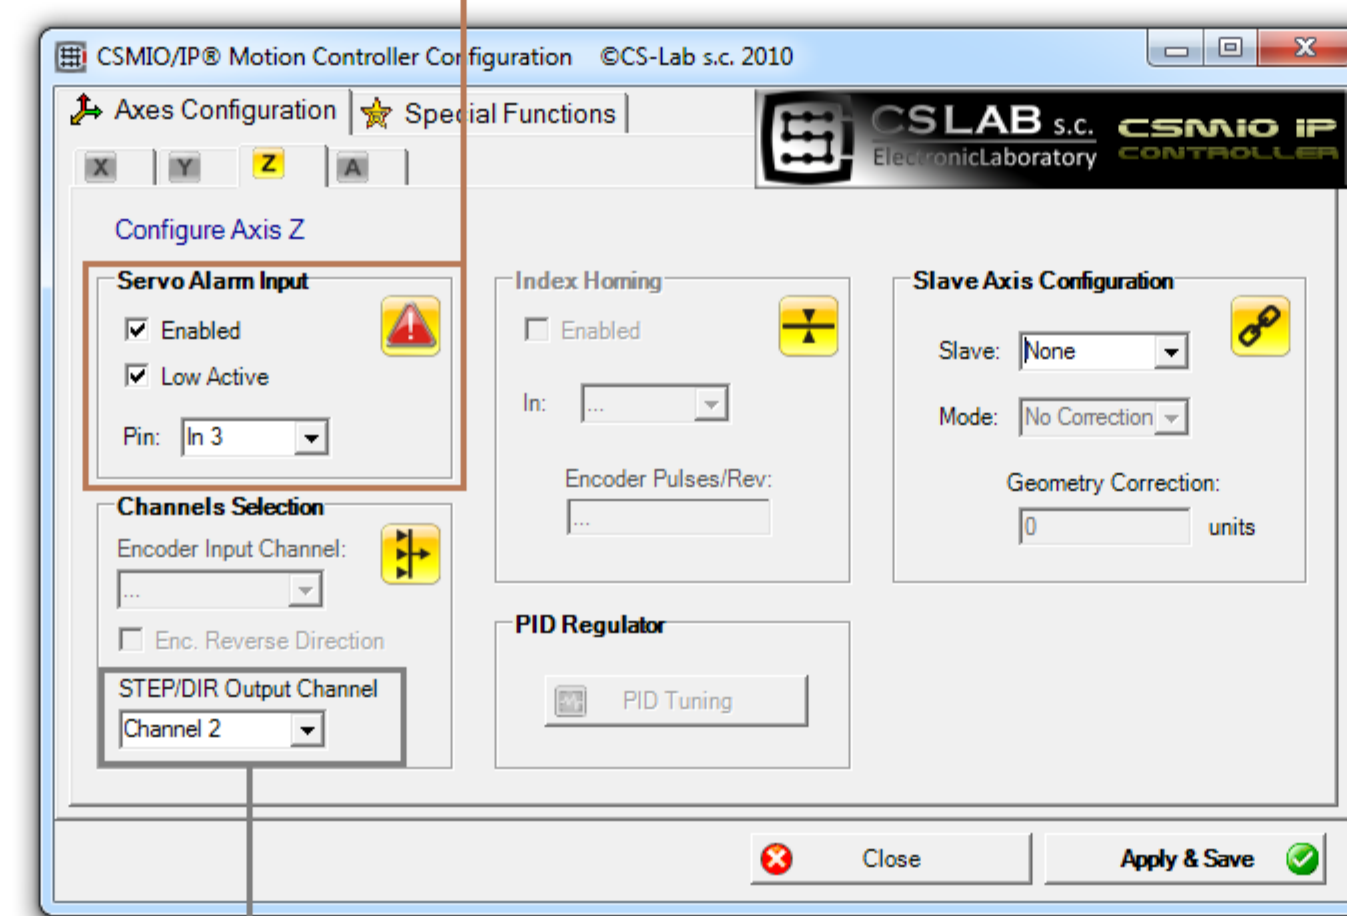 CSMIO/IP® Motion Controller Configuration ©CS-Lab s.c. 2010
Axes Configuration
Special Functions
CSLAB s.c.
ElectronicLaboratory
CSMIO IP
CONTROLLER
X
Y
Z
A
Configure Axis Z
Servo Alarm Input
Enabled
Low Active
Pin: In 3
Channels Selection
Encoder Input Channel:
...
Enc. Reverse Direction
STEP/DIR Output Channel
Channel 2
Index Homing
Enabled
In: ...
Encoder Pulses/Rev:
...
PID Regulator
PID Tuning
Slave Axis Configuration
Slave: None
Mode: No Correction
Geometry Correction:
0 units
Close
Apply & Save